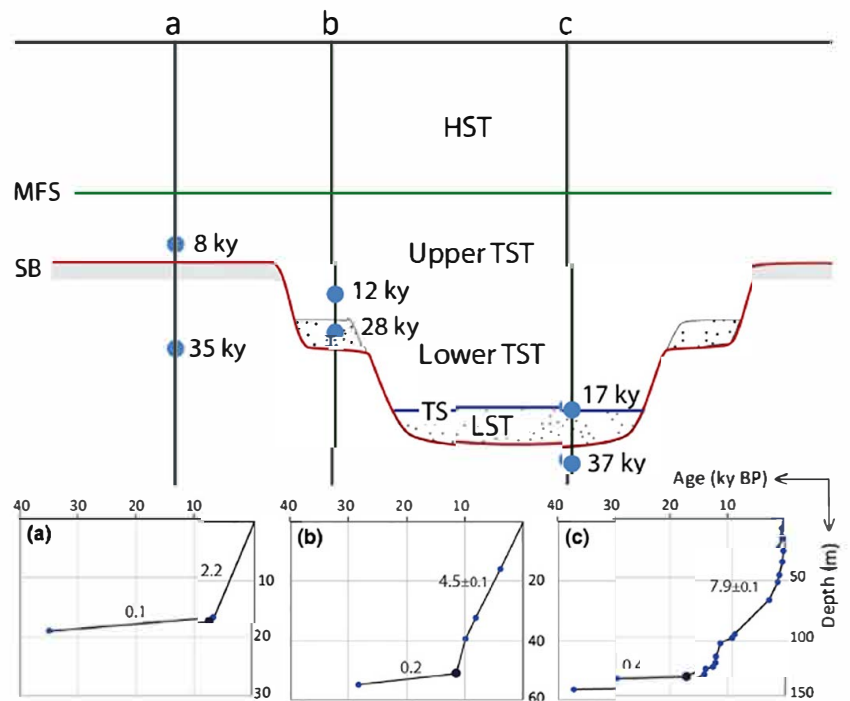 a b c
HST
MFS
8 ky
Upper TST
SB
12 ky
28 ky
T
Lower TST
35 ky
17 ky
TS
LST
37 ky
Age (ky BP)
40 30 20 10
40 30 20 10
40 30 20 10
(a)
(b)
(c)
2.2
0.1
10
20
30
4.5±0.1
0.2
20
40
60
7.9±0.1
0.4
50
100
150
Depth (m)